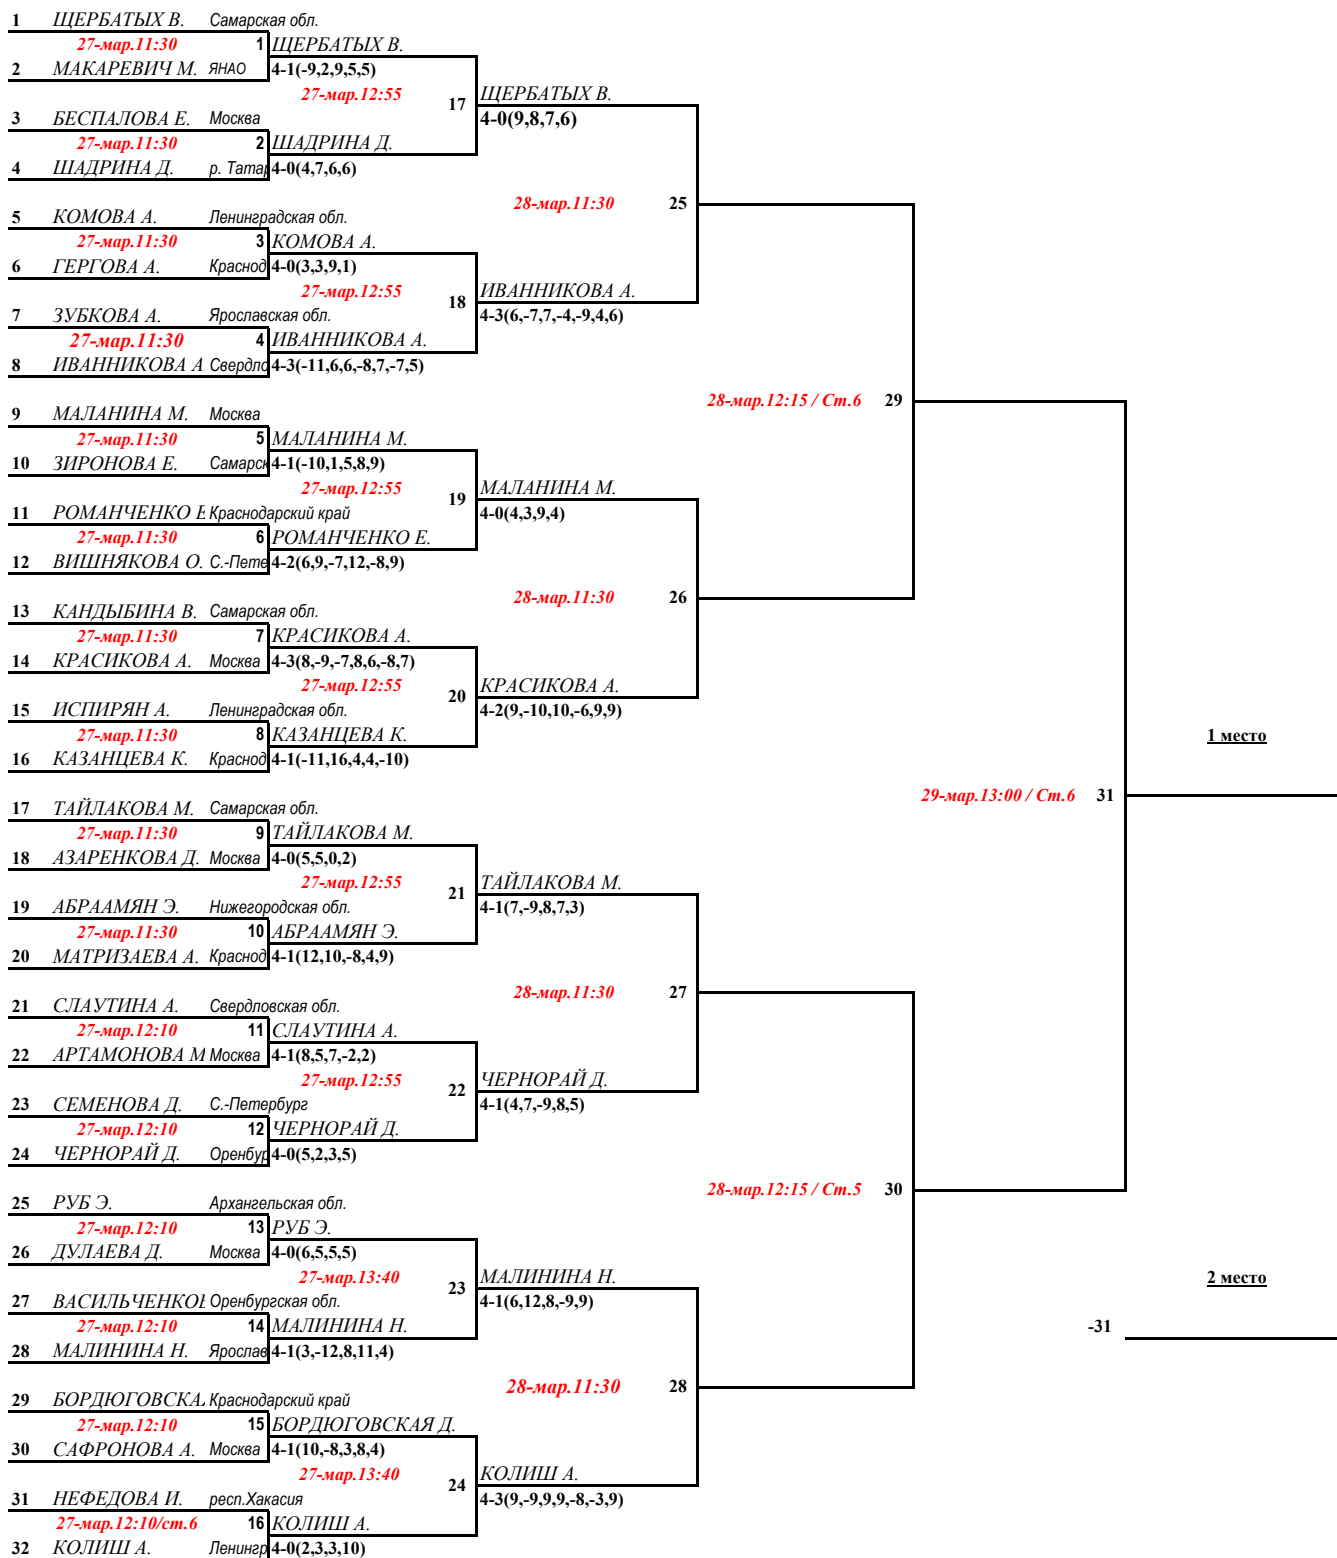 1 ЩЕРБАТЫХ В. Самарская обл.
27-мар.11:30 1 ЩЕРБАТЫХ В.
2 МАКАРЕВИЧ М. ЯНАО 4-1(-9,2,9,5,5)
27-мар.12:55 17 ЩЕРБАТЫХ В.
3 БЕСПАЛОВА Е. Москва 4-0(9,8,7,6)
27-мар.11:30 2 ШАДРИНА Д.
4 ШАДРИНА Д. р. Татар 4-0(4,7,6,6)
28-мар.11:30 25
5 КОМОВА А. Ленинградская обл.
27-мар.11:30 3 КОМОВА А.
6 ГЕРГОВА А. Краснод 4-0(3,3,9,1)
27-мар.12:55 18 ИВАННИКОВА А.
7 ЗУБКОВА А. Ярославская обл. 4-3(6,-7,7,-4,-9,4,6)
27-мар.11:30 4 ИВАННИКОВА А.
8 ИВАННИКОВА А Свердло 4-3(-11,6,6,-8,7,-7,5)
28-мар.12:15 / Ст.6 29
9 МАЛАНИНА М. Москва
27-мар.11:30 5 МАЛАНИНА М.
10 ЗИРОНОВА Е. Самарск 4-1(-10,1,5,8,9)
27-мар.12:55 19 МАЛАНИНА М.
11 РОМАНЧЕНКО Е Краснодарский край 4-0(4,3,9,4)
27-мар.11:30 6 РОМАНЧЕНКО Е.
12 ВИШНЯКОВА О. С.-Пете 4-2(6,9,-7,12,-8,9)
28-мар.11:30 26
13 КАНДЫБИНА В. Самарская обл.
27-мар.11:30 7 КРАСИКОВА А.
14 КРАСИКОВА А. Москва 4-3(8,-9,-7,8,6,-8,7)
27-мар.12:55 20 КРАСИКОВА А.
15 ИСПИРЯН А. Ленинградская обл. 4-2(9,-10,10,-6,9,9)
27-мар.11:30 8 КАЗАНЦЕВА К. 1 место
16 КАЗАНЦЕВА К. Краснод 4-1(-11,16,4,4,-10)
29-мар.13:00 / Ст.6 31
17 ТАЙЛАКОВА М. Самарская обл.
27-мар.11:30 9 ТАЙЛАКОВА М.
18 АЗАРЕНКОВА Д. Москва 4-0(5,5,0,2)
27-мар.12:55 21 ТАЙЛАКОВА М.
19 АБРААМЯН Э. Нижегородская обл. 4-1(7,-9,8,7,3)
27-мар.11:30 10 АБРААМЯН Э.
20 МАТРИЗАЕВА А. Краснод 4-1(12,10,-8,4,9)
28-мар.11:30 27
21 СЛАУТИНА А. Свердловская обл.
27-мар.12:10 11 СЛАУТИНА А.
22 АРТАМОНОВА М Москва 4-1(8,5,7,-2,2)
27-мар.12:55 22 ЧЕРНОРАЙ Д.
23 СЕМЕНОВА Д. С.-Петербург 4-1(4,7,-9,8,5)
27-мар.12:10 12 ЧЕРНОРАЙ Д.
24 ЧЕРНОРАЙ Д. Оренбур 4-0(5,2,3,5)
28-мар.12:15 / Ст.5 30
25 РУБ Э. Архангельская обл.
27-мар.12:10 13 РУБ Э.
26 ДУЛАЕВА Д. Москва 4-0(6,5,5,5)
27-мар.13:40 23 МАЛИНИНА Н. 2 место
27 ВАСИЛЬЧЕНКОВ Оренбургская обл. 4-1(6,12,8,-9,9)
27-мар.12:10 14 МАЛИНИНА Н. -31
28 МАЛИНИНА Н. Ярослав 4-1(3,-12,8,11,4)
28-мар.11:30 28
29 БОРДЮГОВСКА Краснодарский край
27-мар.12:10 15 БОРДЮГОВСКАЯ Д.
30 САФРОНОВА А. Москва 4-1(10,-8,3,8,4)
27-мар.13:40 24 КОЛИШ А.
31 НЕФЕДОВА И. респ.Хакасия 4-3(9,-9,9,9,-8,-3,9)
27-мар.12:10/ст.6 16 КОЛИШ А.
32 КОЛИШ А. Ленингр 4-0(2,3,3,10)